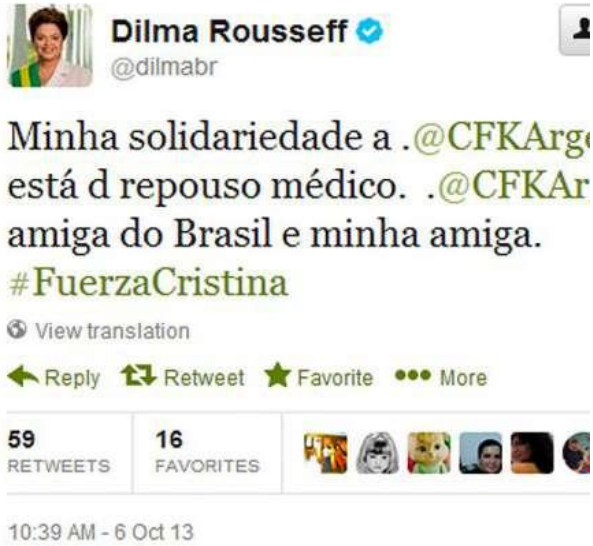 Dilma Rousseff
@dilmabr
Minha solidariedade a .@CFKArge
está d repouso médico. .@CFKAr
amiga do Brasil e minha amiga.
#FuerzaCristina
View translation
Reply Retweet Favorite More
59 16
RETWEETS FAVORITES
10:39 AM - 6 Oct 13